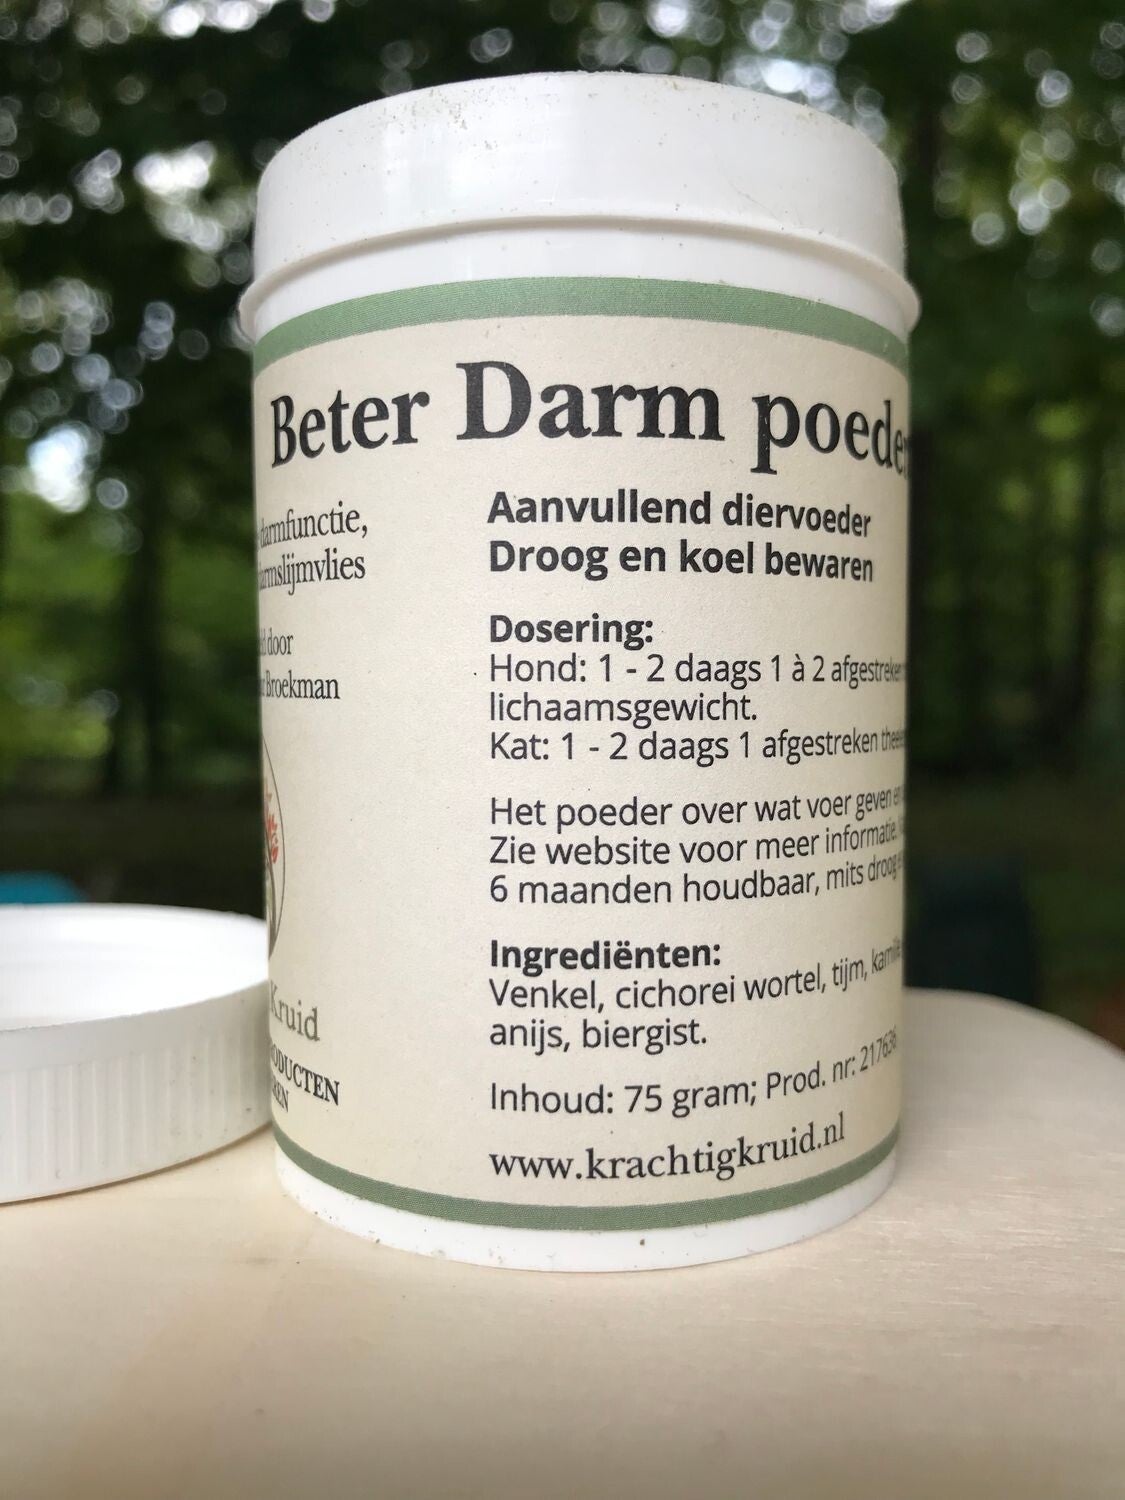 Beter Darm poeder
darmfunctie,
darmslijmvlies
door
Broekman
Kruid
Aanvullend diervoeder
Droog en koel bewaren
Dosering:
Hond: 1 - 2 daags 1 à 2 afgestreken
lichaamsgewicht.
Kat: 1 - 2 daags 1 afgestreken
Het poeder over wat voer geven
Zie website voor meer informatie.
6 maanden houdbaar, mits droog
Ingrediënten:
Venkel, cichorei wortel, tijm, kamille
anijs, biergist.
Inhoud: 75 gram; Prod. nr: 217636
www.krachtigkruid.nl